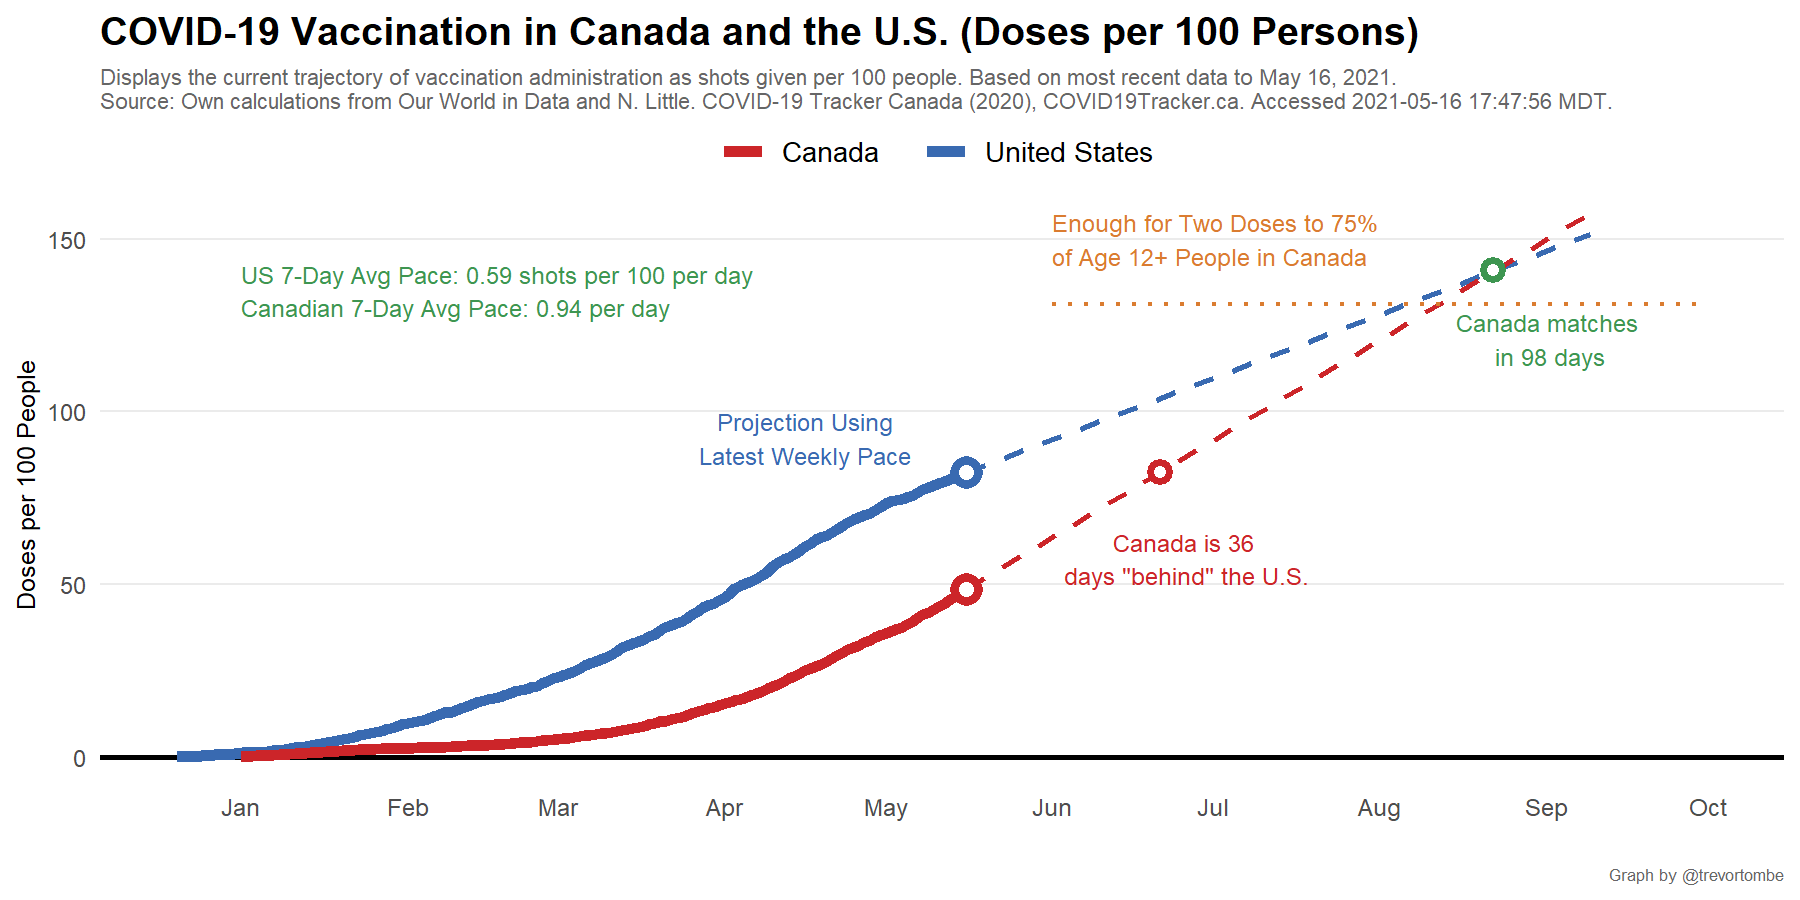 COVID-19 Vaccination in Canada and the U.S. (Doses per 100 Persons)
Displays the current trajectory of vaccination administration as shots given per 100 people. Based on most recent data to May 16, 2021.
Source: Own calculations from Our World in Data and N. Little. COVID-19 Tracker Canada (2020), COVID19Tracker.ca. Accessed 2021-05-16 17:47:56 MDT.
Canada
United States
Enough for Two Doses to 75%
of Age 12+ People in Canada
150
US 7-Day Avg Pace: 0.59 shots per 100 per day
Canadian 7-Day Avg Pace: 0.94 per day
Canada matches
in 98 days
Doses per 100 People
100
Projection Using
Latest Weekly Pace
Canada is 36
days "behind" the U.S.
50
0
Jan Feb Mar Apr May Jun Jul Aug Sep Oct
Graph by @trevortombe